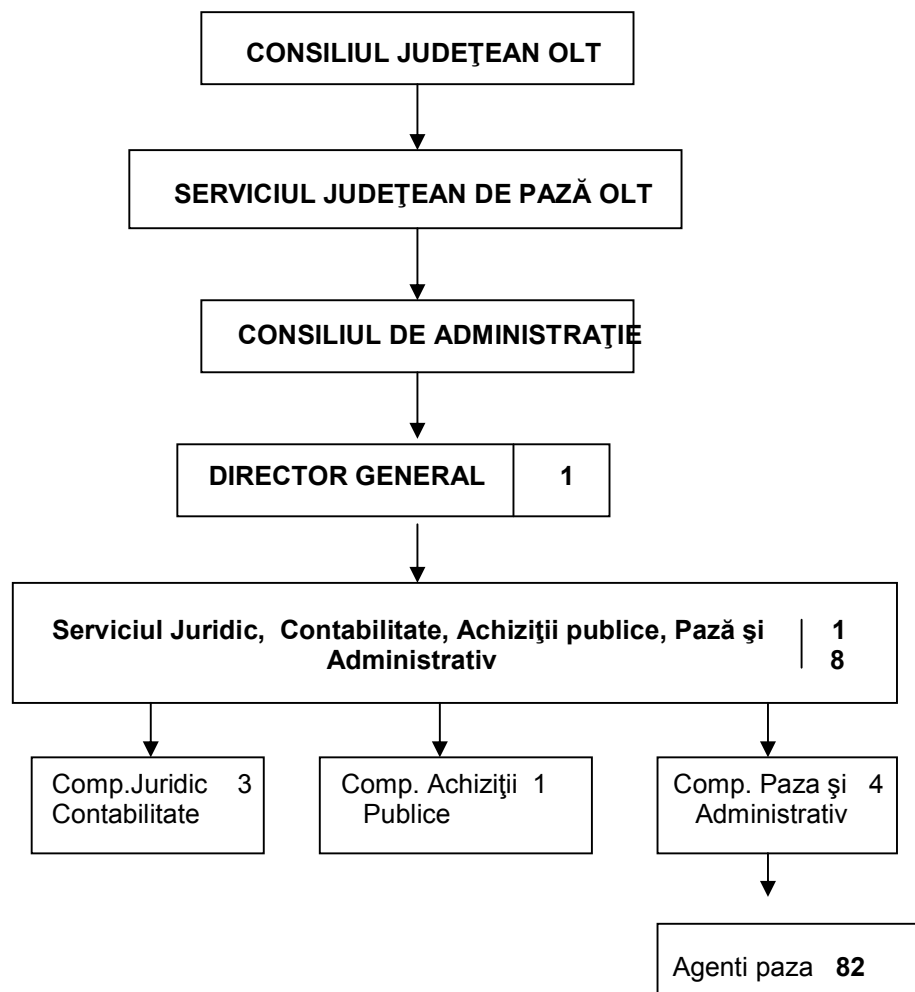 CONSILIUL JUDEŢEAN OLT
SERVICIUL JUDEŢEAN DE PAZĂ OLT
CONSILIUL DE ADMINISTRAŢIE
DIRECTOR GENERAL 1
Serviciul Juridic, Contabilitate, Achiziţii publice, Pază şi 1
Administrativ 8
Comp.Juridic 3
Contabilitate
Comp. Achiziţii 1
Publice
Comp. Paza şi 4
Administrativ
Agenti paza 82